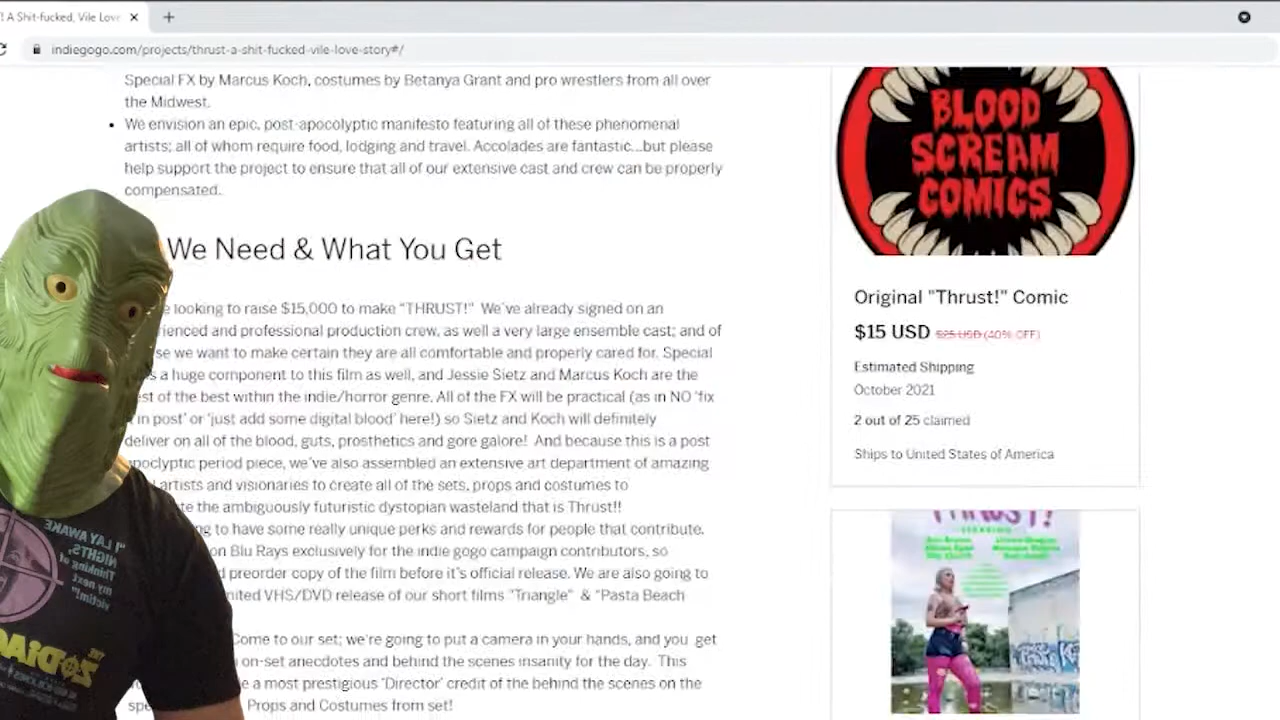 ! A Shit-fucked, Vile Love
indiegogo.com/projects/thrust-a-shit-fucked-vile-love-story#/
Special FX by Marcus Koch, costumes by Betanya Grant and pro wrestlers from all over
the Midwest.
We envision an epic, post-apocolyptic manifesto featuring all of these phenomenal
artists; all of whom require food, lodging and travel. Accolades are fantastic...but please
help support the project to ensure that all of our extensive cast and crew can be properly
compensated.
We Need & What You Get
looking to raise $15,000 to make “THRUST!” We’ve already signed on an
and professional production crew, as well a very large ensemble cast; and of
we want to make certain they are all comfortable and properly cared for. Special
a huge component to this film as well, and Jessie Sietz and Marcus Koch are the
of the best within the indie/horror genre. All of the FX will be practical (as in NO ‘fix
in post’ or ‘just add some digital blood’ here!) so Sietz and Koch will definitely
deliver on all of the blood, guts, prosthetics and gore galore! And because this is a post
apoclyptic period piece, we’ve also assembled an extensive art department of amazing
artists and visionaries to create all of the sets, props and costumes to
the ambiguously futuristic dystopian wasteland that is Thrust!!
to have some really unique perks and rewards for people that contribute.
on Blu Rays exclusively for the indie gogo campaign contributors, so
preorder copy of the film before it’s official release. We are also going to
VHS/DVD release of our short films “Triangle” & “Pasta Beach
Come to our set; we’re going to put a camera in your hands, and you get
on-set anecdotes and behind the scenes insanity for the day. This
a most prestigious ‘Director’ credit of the behind the scenes on the
Props and Costumes from set!
BLOOD
SCREAM
COMICS
Original "Thrust!" Comic
$15 USD $25 USD (40% OFF)
Estimated Shipping
October 2021
2 out of 25 claimed
Ships to United States of America
THRUST!
"I LAY AWAKE
NIGHTS,
Thinking of
my next
victim!"
THE
ZODIAC